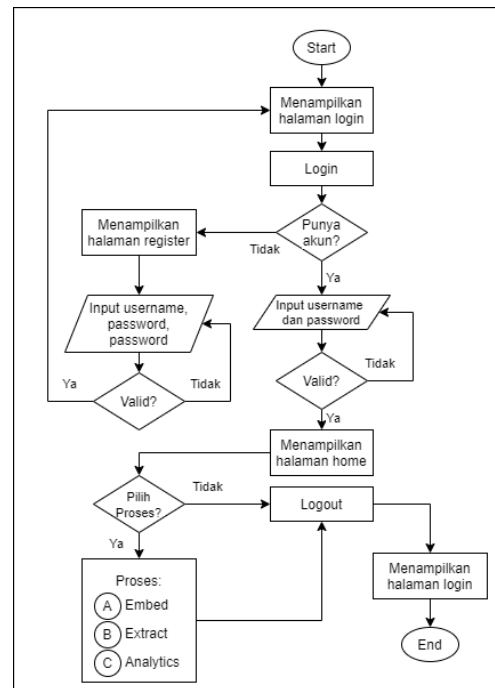 Start
Menampilkan
halaman login
Login
Punya
akun?
Tidak
Ya
Menampilkan
halaman register
Input username,
password,
password
Valid?
Ya
Tidak
Input username
dan password
Valid?
Tidak
Ya
Menampilkan
halaman home
Pilih
Proses?
Tidak
Ya
Logout
Proses:
A Embed
B Extract
C Analytics
Menampilkan
halaman login
End